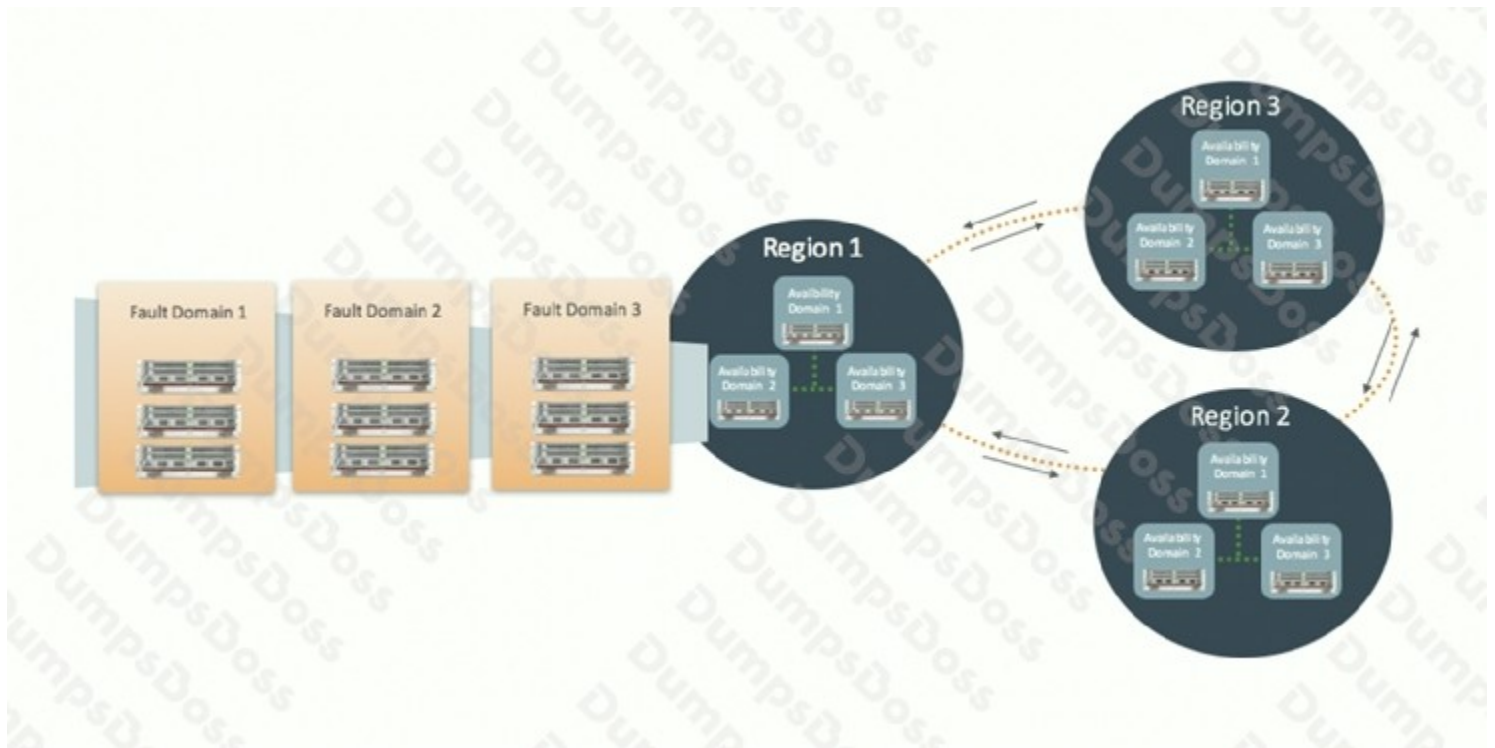 Fault Domain 1
Fault Domain 2
Fault Domain 3
Region 1
Avaibility
Domain 1
Availability
Domain 2
Availability
Domain 3
Region 3
Availability
Domain 1
Availability
Domain 2
Availability
Domain 3
Region 2
Availability
Domain 1
Availability
Domain 2
Availability
Domain 3
DumpsDoss